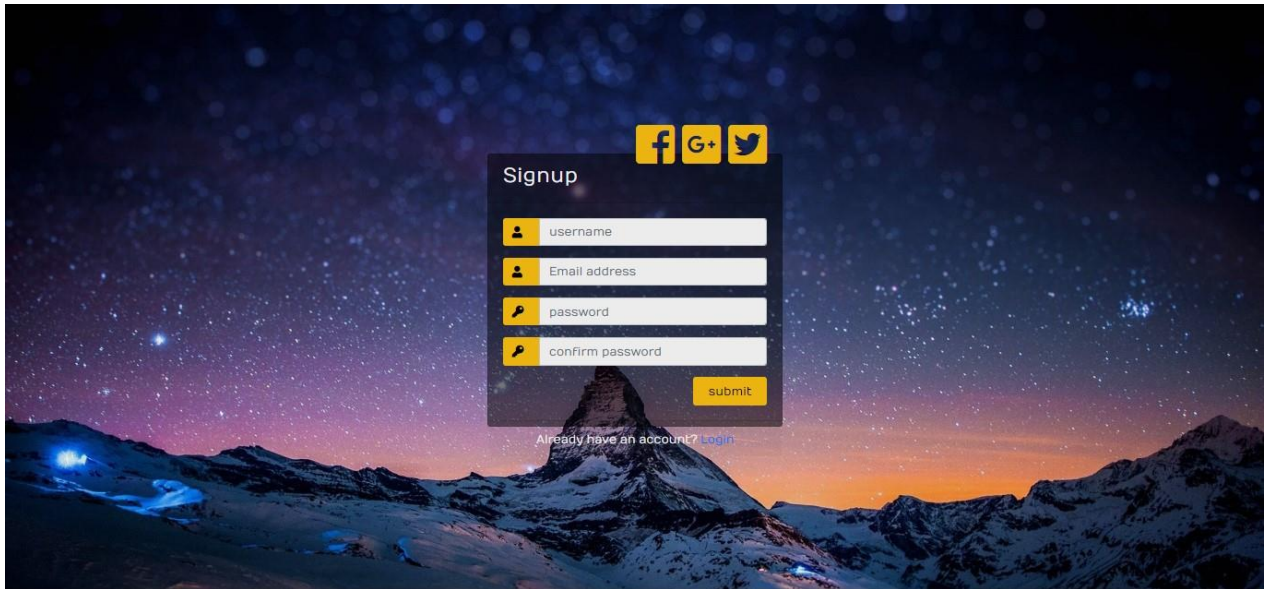 G+
Signup
username
Email address
password
confirm password
submit
Already have an account? Login